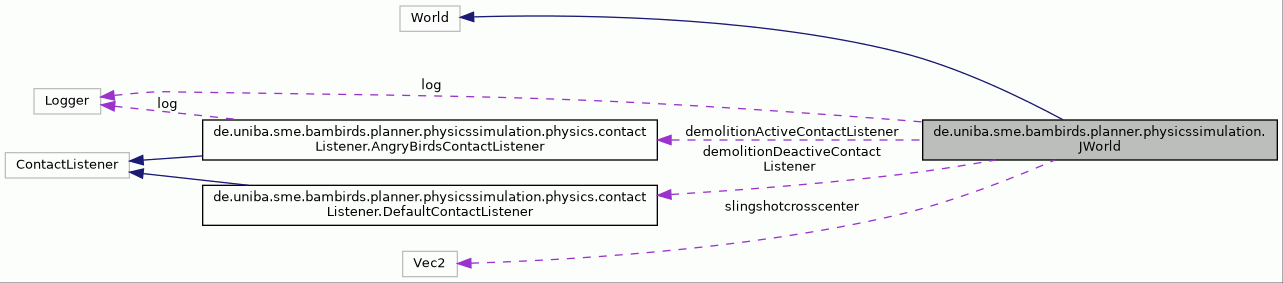 World
log
Logger
log
de.uniba.sme.bambirds.planner.physicssimulation.physics.contact
Listener.AngryBirdsContactListener
demolitionActiveContactListener
de.uniba.sme.bambirds.planner.physicssimulation.
JWorld
demolitionDeactiveContact
Listener
ContactListener
de.uniba.sme.bambirds.planner.physicssimulation.physics.contact
Listener.DefaultContactListener
slingshotcrosscenter
Vec2